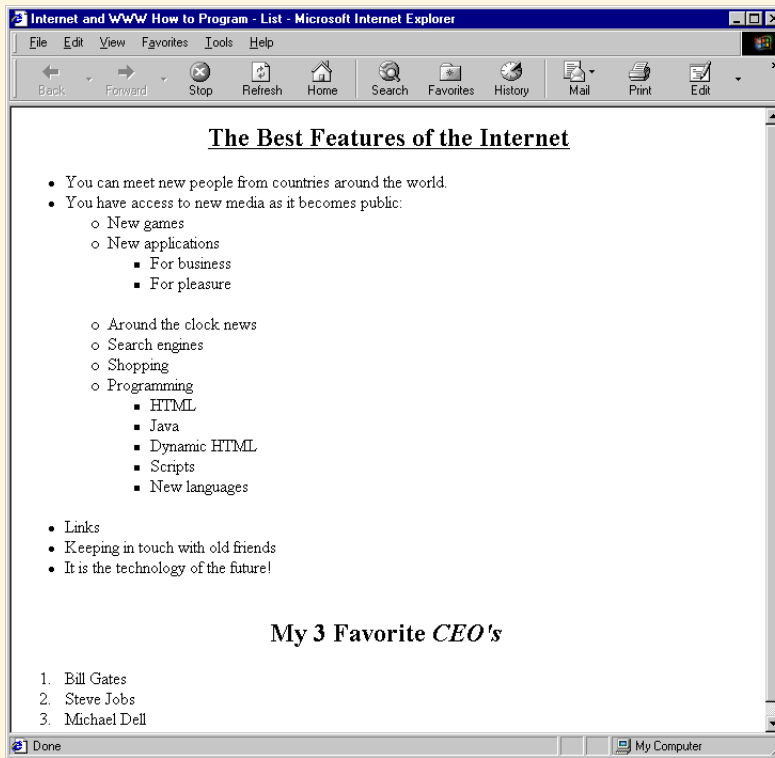 Internet and WWW How to Program - List - Microsoft Internet Explorer
File Edit View Favorites Tools Help
Back Forward Stop Refresh Home Search Favorites History Mail Print Edit
The Best Features of the Internet
• You can meet new people from countries around the world.
• You have access to new media as it becomes public:
o New games
o New applications
▪ For business
▪ For pleasure
o Around the clock news
o Search engines
o Shopping
o Programming
▪ HTML
▪ Java
▪ Dynamic HTML
▪ Scripts
▪ New languages
• Links
• Keeping in touch with old friends
• It is the technology of the future!
My 3 Favorite CEO's
1. Bill Gates
2. Steve Jobs
3. Michael Dell
Done My Computer